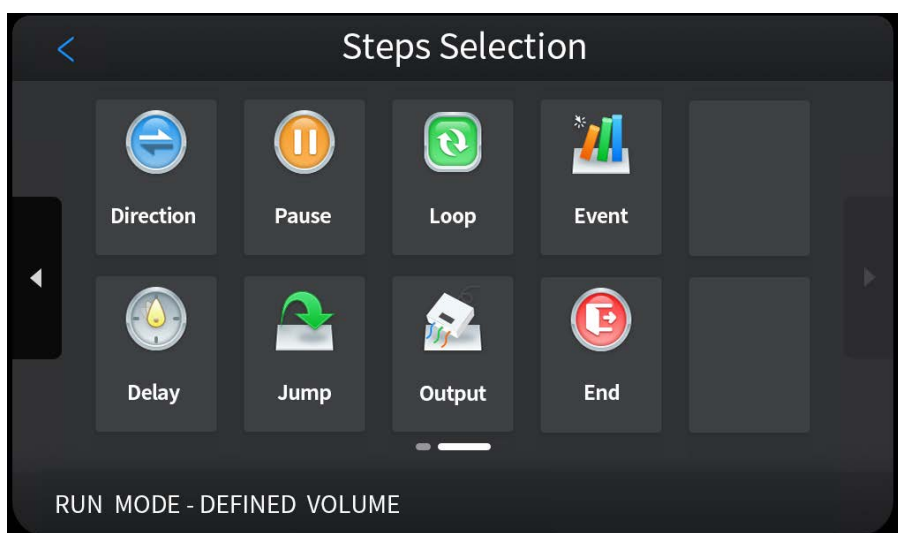 Steps Selection
Direction Pause Loop Event
Delay Jump Output End
RUN MODE - DEFINED VOLUME